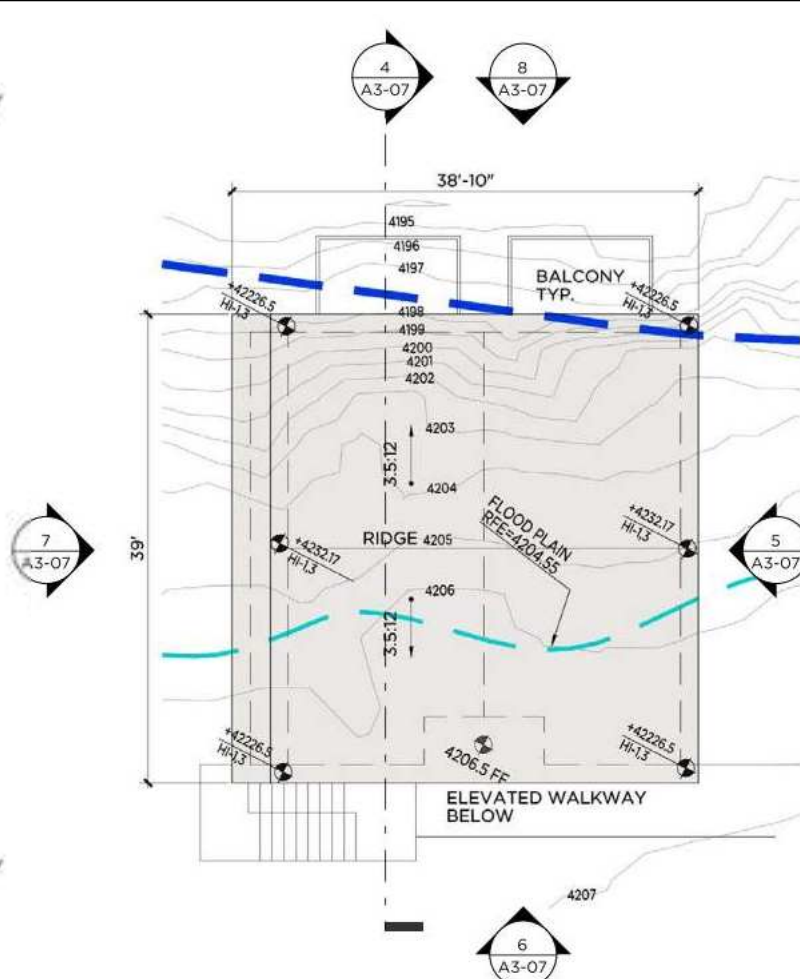 4
A3-07
8
A3-07
38'-10"
4195
4196
4197
BALCONY
TYP.
+42226.5
HI-1,3
+42226.5
HI-1,3
4198
4199
4200
4201
4202
4203
3.5:12
4204
FLOOD PLAIN
RFE=4204.55
7
A3-07
39'
+4232.17
HI-1,3
RIDGE 4205
+4232.17
HI-1,3
5
A3-07
4206
3.5:12
+42226.5
HI-1,3
4206.5 FF
+42226.5
HI-1,3
ELEVATED WALKWAY
BELOW
4207
6
A3-07